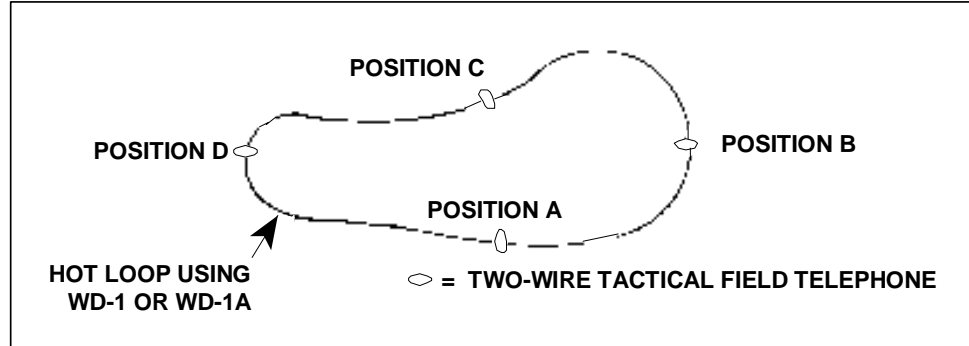 POSITION C
POSITION D
POSITION B
POSITION A
HOT LOOP USING
WD-1 OR WD-1A
= TWO-WIRE TACTICAL FIELD TELEPHONE